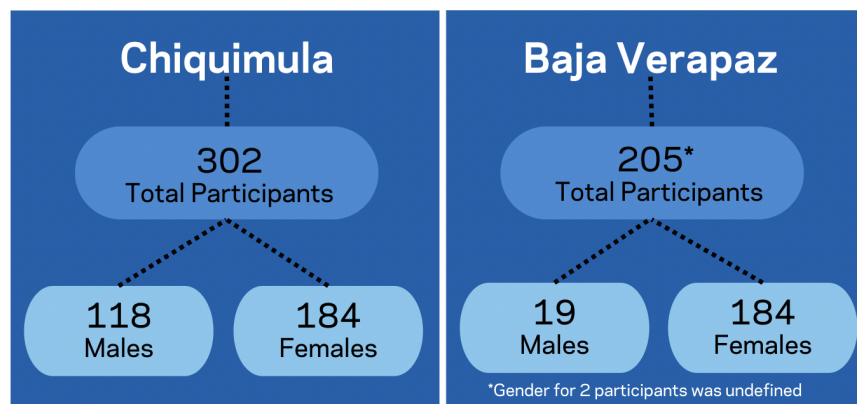 Chiquimula
302
Total Participants
118
Males
184
Females
Baja Verapaz
205*
Total Participants
19
Males
184
Females
*Gender for 2 participants was undefined